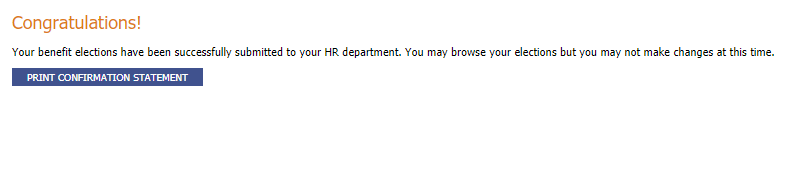 Congratulations!
Your benefit elections have been successfully submitted to your HR department. You may browse your elections but you may not make changes at this time.
PRINT CONFIRMATION STATEMENT